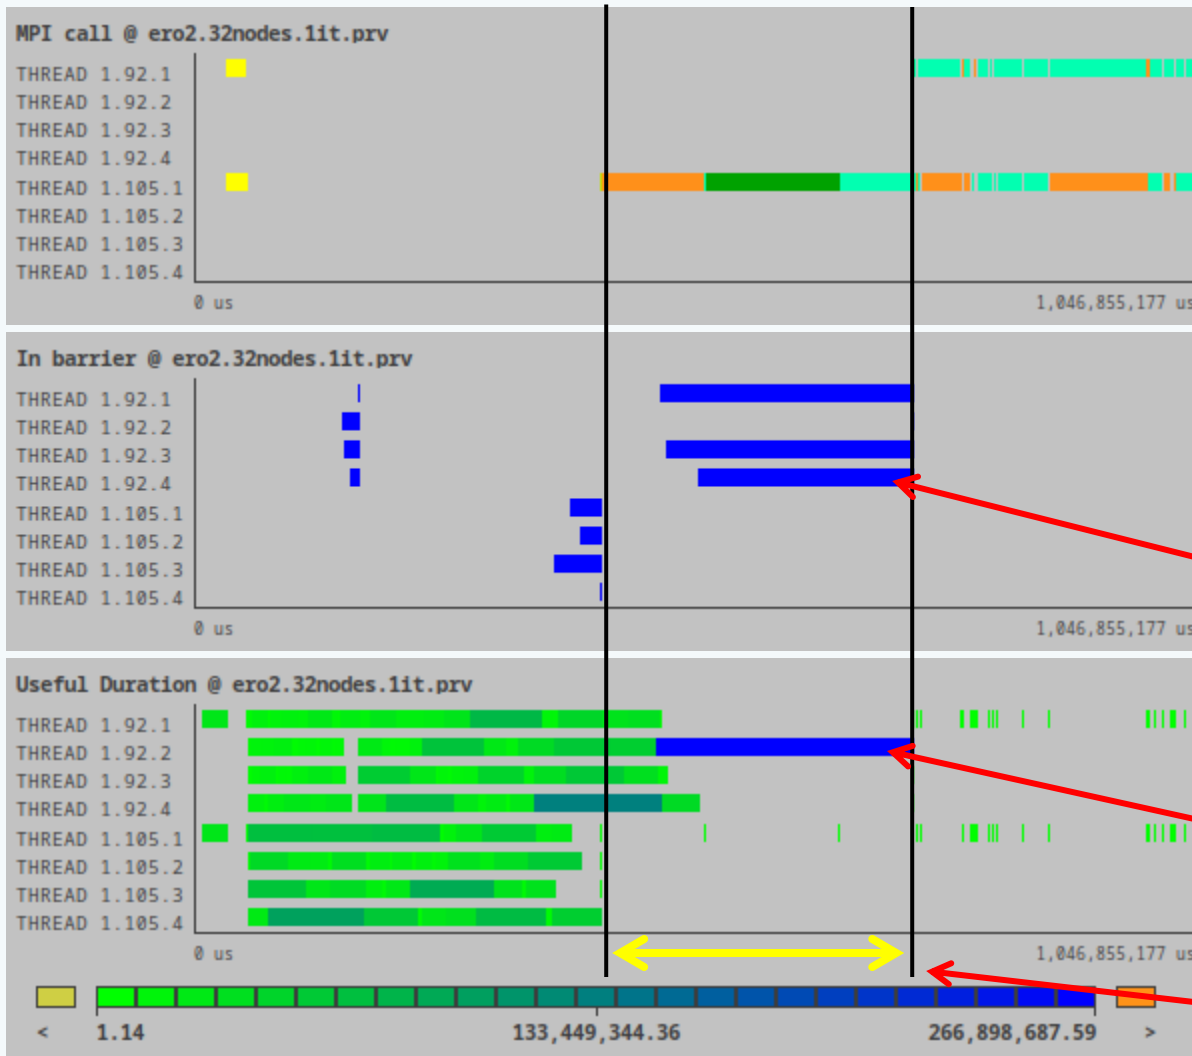 MPI call @ ero2.32nodes.1it.prv
THREAD 1.92.1
THREAD 1.92.2
THREAD 1.92.3
THREAD 1.92.4
THREAD 1.105.1
THREAD 1.105.2
THREAD 1.105.3
THREAD 1.105.4
0 us 1,046,855,177 us
In barrier @ ero2.32nodes.1it.prv
THREAD 1.92.1
THREAD 1.92.2
THREAD 1.92.3
THREAD 1.92.4
THREAD 1.105.1
THREAD 1.105.2
THREAD 1.105.3
THREAD 1.105.4
0 us 1,046,855,177 us
Useful Duration @ ero2.32nodes.1it.prv
THREAD 1.92.1
THREAD 1.92.2
THREAD 1.92.3
THREAD 1.92.4
THREAD 1.105.1
THREAD 1.105.2
THREAD 1.105.3
THREAD 1.105.4
0 us 1,046,855,177 us
< 1.14 133,449,344.36 266,898,687.59 >